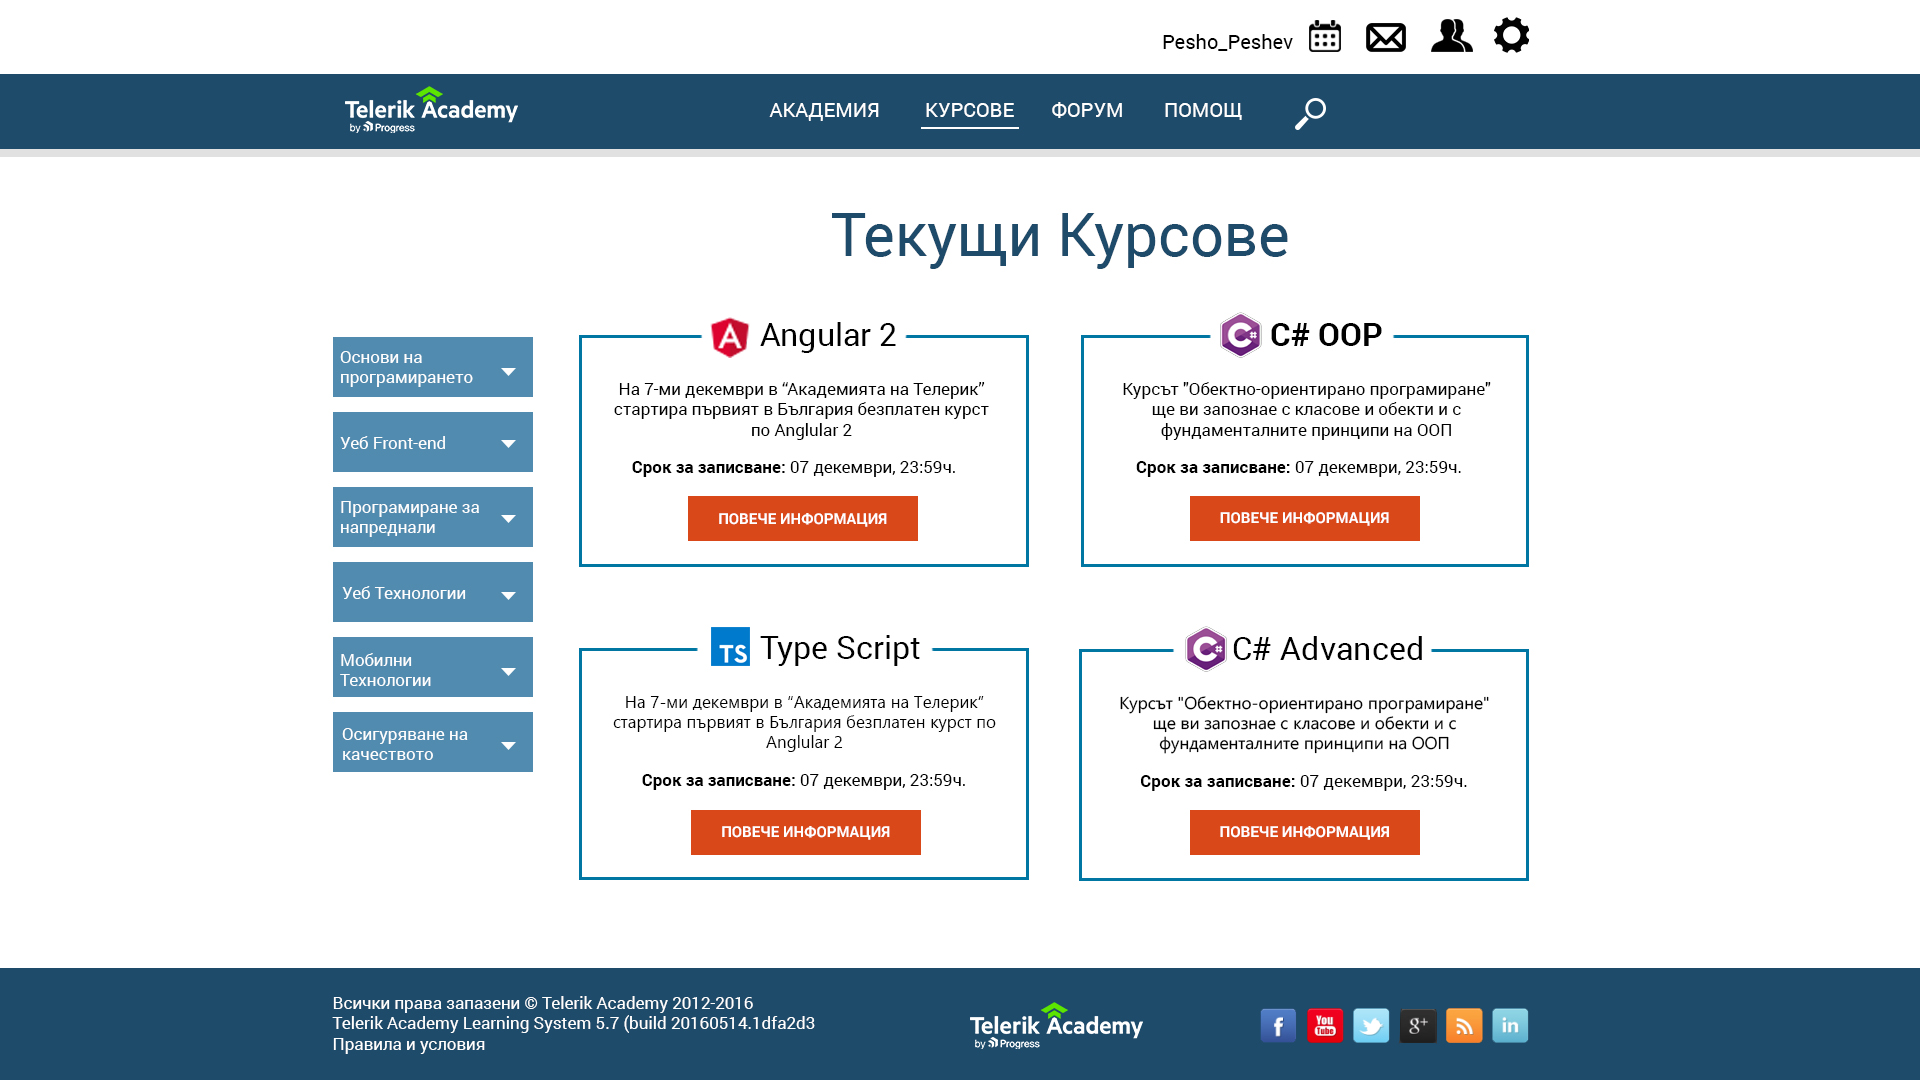 Pesho_Peshev
Telerik Academy
by Progress
АКАДЕМИЯ
КУРСОВЕ
ФОРУМ
ПОМОЩ
Текущи Курсове
Основи на
програмирането
Уеб Front-end
Програмиране за
напреднали
Уеб Технологии
Мобилни
Технологии
Осигуряване на
качеството
Angular 2
На 7-ми декември в “Академията на Телерик”
стартира първият в България безплатен курст
по Anglular 2
Срок за записване: 07 декември, 23:59ч.
ПОВЕЧЕ ИНФОРМАЦИЯ
C# OOP
Курсът "Обектно-ориентирано програмиране"
ще ви запознае с класове и обекти и с
фундаменталните принципи на ООП
Срок за записване: 07 декември, 23:59ч.
ПОВЕЧЕ ИНФОРМАЦИЯ
TS Type Script
На 7-ми декември в “Академията на Телерик”
стартира първият в България безплатен курст по
Anglular 2
Срок за записване: 07 декември, 23:59ч.
ПОВЕЧЕ ИНФОРМАЦИЯ
C# Advanced
Курсът "Обектно-ориентирано програмиране"
ще ви запознае с класове и обекти и с
фундаменталните принципи на ООП
Срок за записване: 07 декември, 23:59ч.
ПОВЕЧЕ ИНФОРМАЦИЯ
Всички права запазени © Telerik Academy 2012-2016
Telerik Academy Learning System 5.7 (build 20160514.1dfa2d3
Правила и условия
Telerik Academy
by Progress
f
You
Tube
g+
in